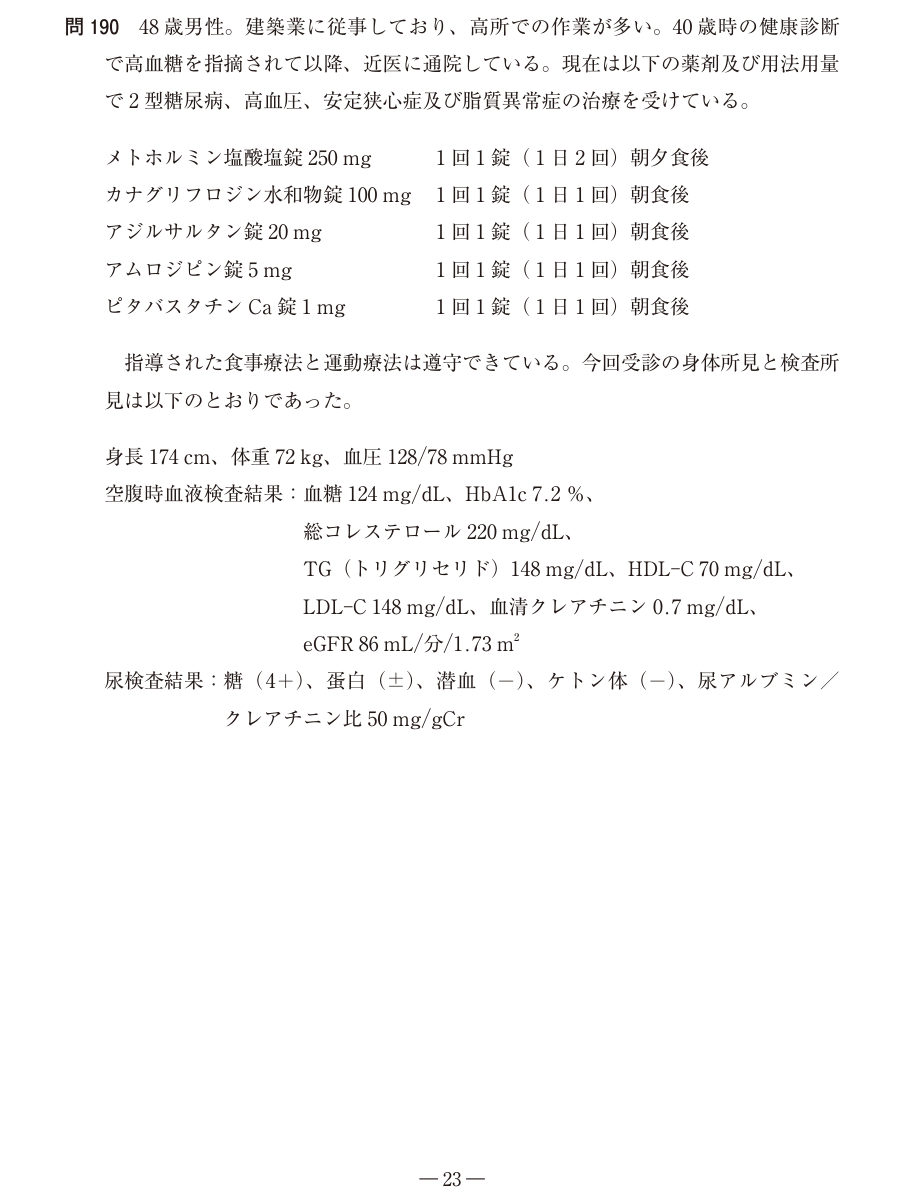 問 190 48 歳男性。建築業に従事しており、高所での作業が多い。40 歳時の健康診断
で高血糖を指摘されて以降、近医に通院している。現在は以下の薬剤及び用法用量
で 2 型糖尿病、高血圧、安定狭心症及び脂質異常症の治療を受けている。
メトホルミン塩酸塩錠 250 mg 1 回 1 錠（1 日 2 回）朝夕食後
カナグリフロジン水和物錠 100 mg 1 回 1 錠（1 日 1 回）朝食後
アジルサルタン錠 20 mg 1 回 1 錠（1 日 1 回）朝食後
アムロジピン錠 5 mg 1 回 1 錠（1 日 1 回）朝食後
ピタバスタチン Ca 錠 1 mg 1 回 1 錠（1 日 1 回）朝食後
指導された食事療法と運動療法は遵守できている。今回受診の身体所見と検査所
見は以下のとおりであった。
身長 174 cm、体重 72 kg、血圧 128/78 mmHg
空腹時血液検査結果：血糖 124 mg/dL、HbA1c 7.2 %、
総コレステロール 220 mg/dL、
TG（トリグリセリド）148 mg/dL、HDL-C 70 mg/dL、
LDL-C 148 mg/dL、血清クレアチニン 0.7 mg/dL、
eGFR 86 mL/分/1.73 m²
尿検査結果：糖（4+）、蛋白（±）、潜血（−）、ケトン体（−）、尿アルブミン／
クレアチニン比 50 mg/gCr
— 23 —